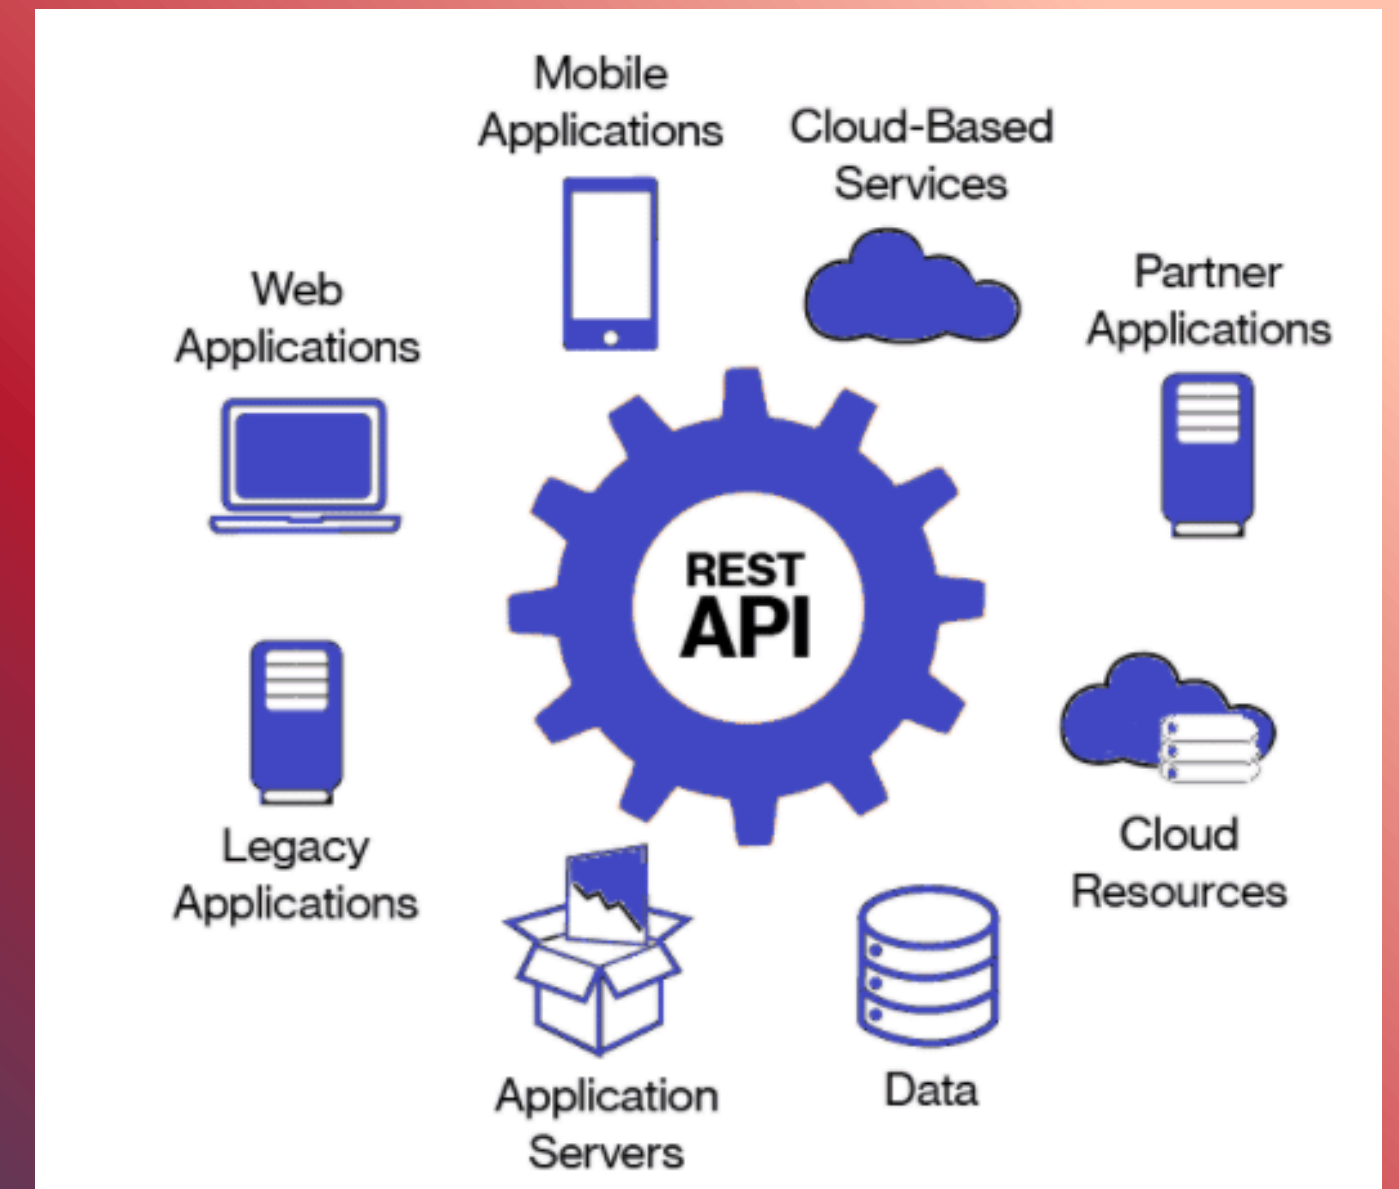 Mobile
Applications
Cloud-Based
Services
Partner
Applications
Web
Applications
REST
API
Legacy
Applications
Cloud
Resources
Application
Servers
Data